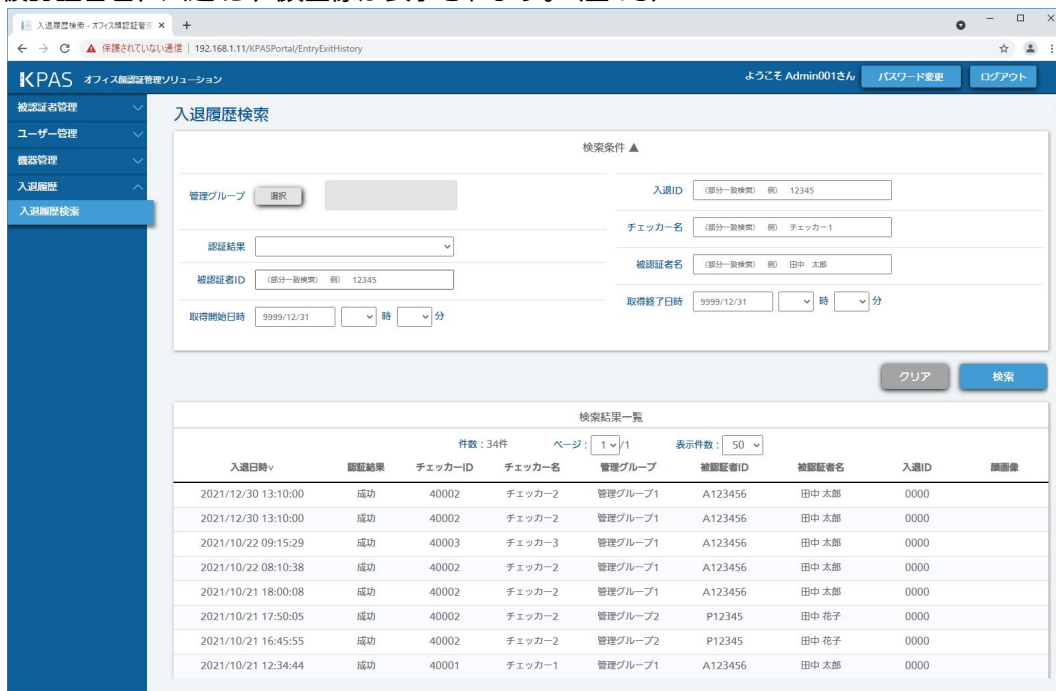 入退履歴検索 - オフィス顔認証管
192.168.1.11/KPASPortal/EntryExitHistory
保護されていない通信
KPAS オフィス顔認証管理ソリューション
ようこそ Admin001さん
パスワード変更
ログアウト
被認証者管理
ユーザー管理
機器管理
入退履歴
入退履歴検索
入退履歴検索
検索条件 ▲
管理グループ 選択
入退ID (部分一致検索) 例) 12345
チェッカー名 (部分一致検索) 例) チェッカー1
認証結果
被認証者名 (部分一致検索) 例) 田中 太郎
被認証者ID (部分一致検索) 例) 12345
取得終了日時 9999/12/31 時 分
取得開始日時 9999/12/31 時 分
クリア 検索
検索結果一覧
件数 : 34件 ページ : 1 /1 表示件数 : 50
入退日時 認証結果 チェッカーID チェッカー名 管理グループ 被認証者ID 被認証者名 入退ID 顔画像
2021/12/30 13:10:00 成功 40002 チェッカー2 管理グループ1 A123456 田中 太郎 0000
2021/12/30 13:10:00 成功 40002 チェッカー2 管理グループ1 A123456 田中 太郎 0000
2021/10/22 09:15:29 成功 40003 チェッカー3 管理グループ1 A123456 田中 太郎 0000
2021/10/22 08:10:38 成功 40002 チェッカー2 管理グループ1 A123456 田中 太郎 0000
2021/10/21 18:00:08 成功 40002 チェッカー2 管理グループ1 A123456 田中 太郎 0000
2021/10/21 17:50:05 成功 40002 チェッカー2 管理グループ2 P12345 田中 花子 0000
2021/10/21 16:45:55 成功 40002 チェッカー2 管理グループ2 P12345 田中 花子 0000
2021/10/21 12:34:44 成功 40001 チェッカー1 管理グループ1 A123456 田中 太郎 0000